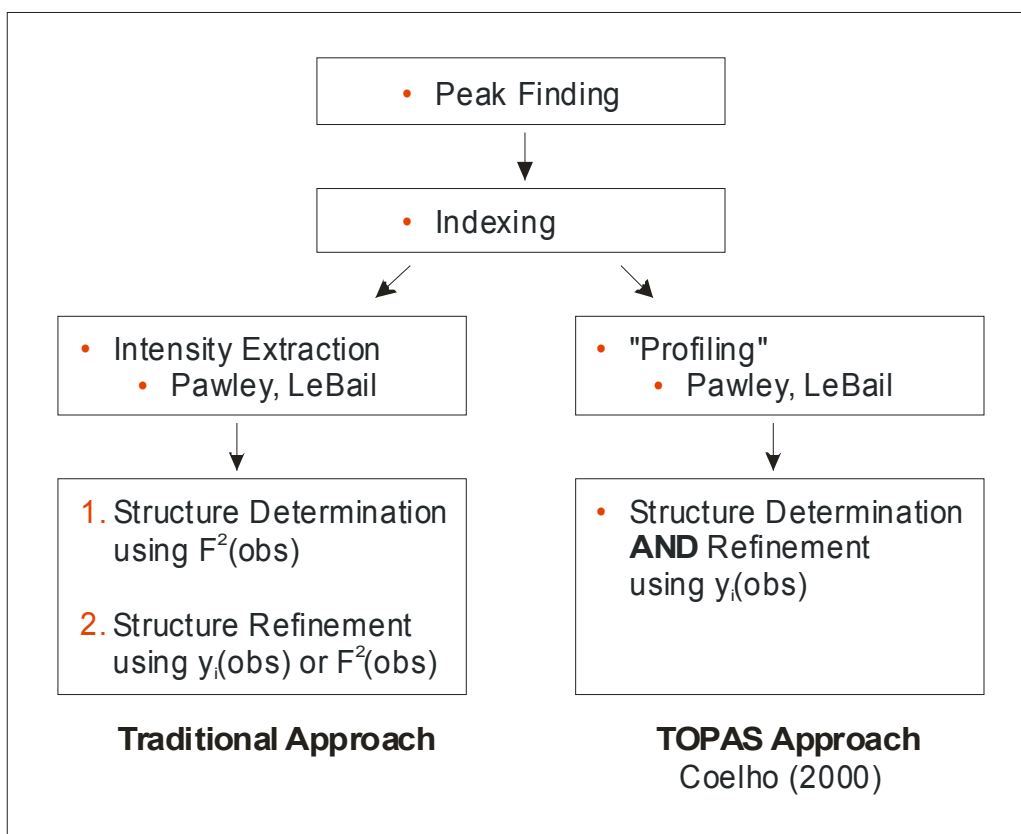 • Peak Finding
• Indexing
• Intensity Extraction
• Pawley, LeBail
1. Structure Determination
using F²(obs)
2. Structure Refinement
using yᵢ(obs) or F²(obs)
Traditional Approach
• "Profiling"
• Pawley, LeBail
• Structure Determination
AND Refinement
using yᵢ(obs)
TOPAS Approach
Coelho (2000)